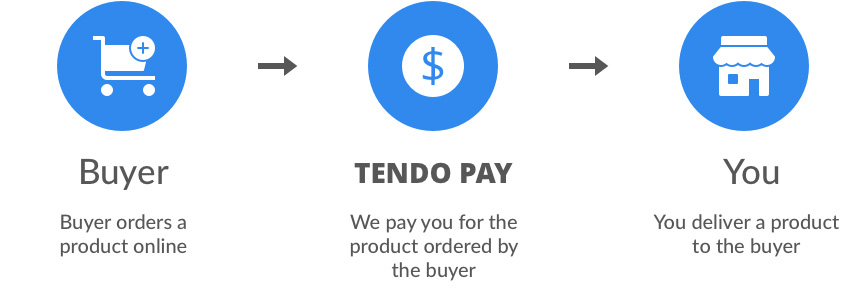 $
Buyer
Buyer orders a
product online
TENDO PAY
We pay you for the
product ordered by
the buyer
You
You deliver a product
to the buyer